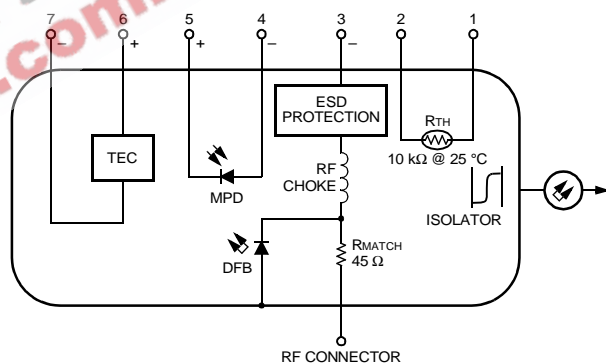 7 6 5 4 3 2 1
– + + – –
ESD
PROTECTION
RTH
10 kΩ @ 25 °C
TEC
RF
CHOKE
MPD
ISOLATOR
DFB
RMATCH
45 Ω
RF CONNECTOR
.com